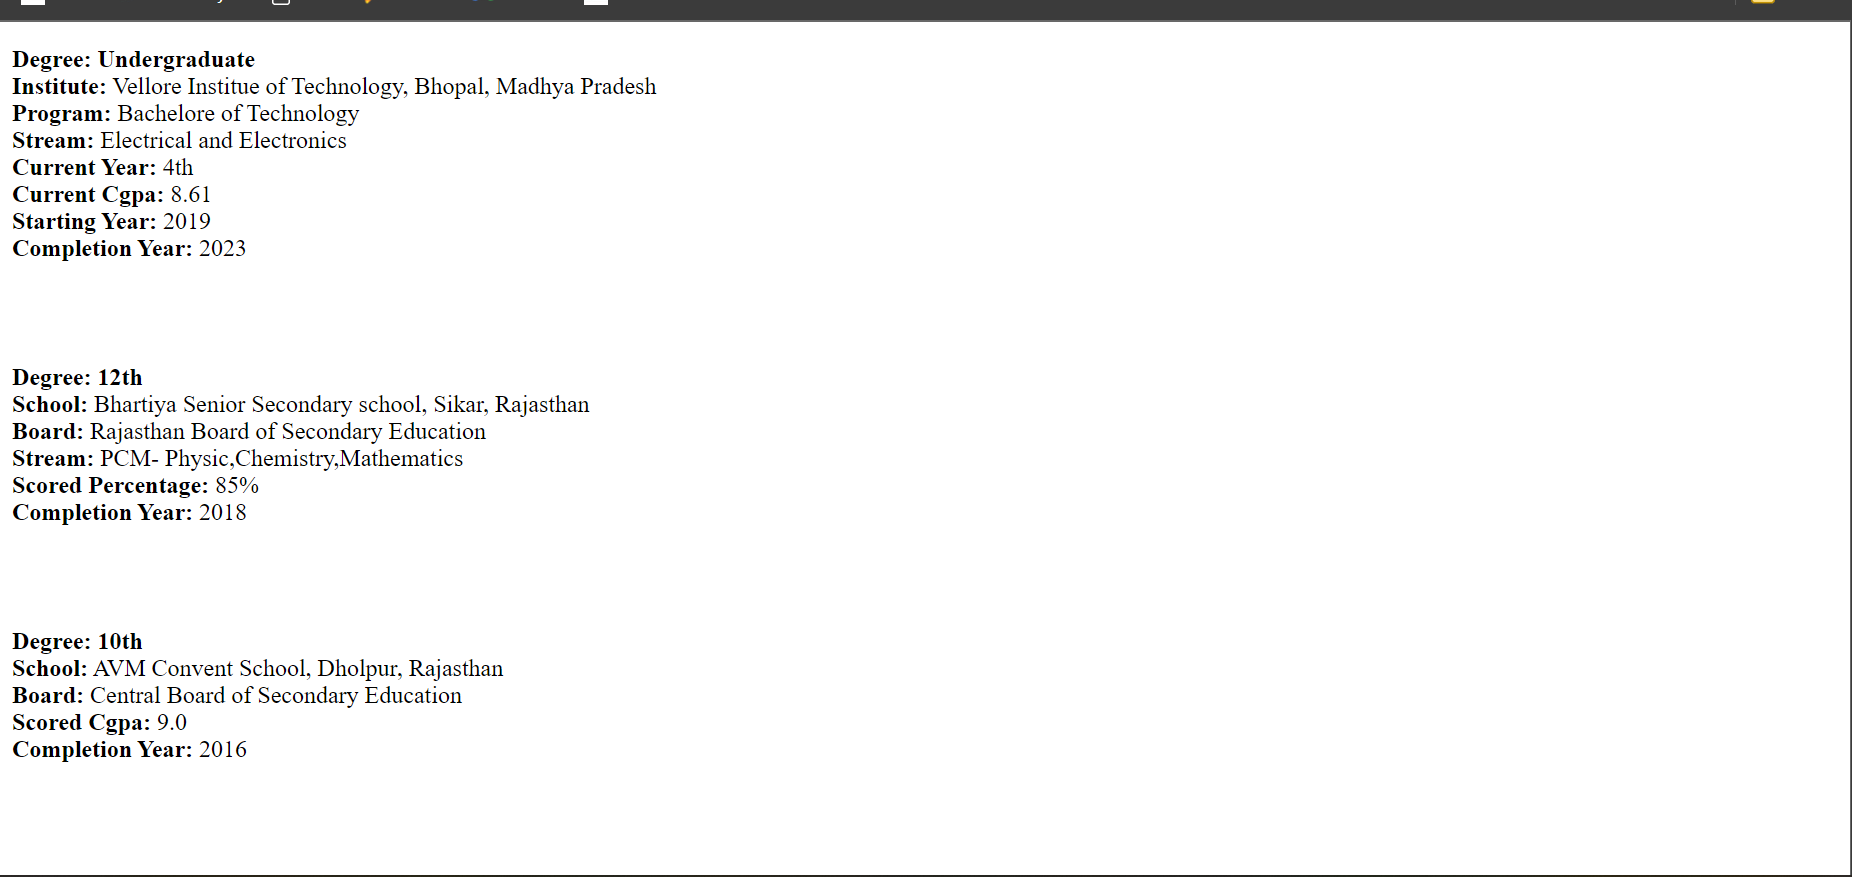 Degree: Undergraduate
Institute: Vellore Institue of Technology, Bhopal, Madhya Pradesh
Program: Bachelore of Technology
Stream: Electrical and Electronics
Current Year: 4th
Current Cgpa: 8.61
Starting Year: 2019
Completion Year: 2023
Degree: 12th
School: Bhartiya Senior Secondary school, Sikar, Rajasthan
Board: Rajasthan Board of Secondary Education
Stream: PCM- Physic,Chemistry,Mathematics
Scored Percentage: 85%
Completion Year: 2018
Degree: 10th
School: AVM Convent School, Dholpur, Rajasthan
Board: Central Board of Secondary Education
Scored Cgpa: 9.0
Completion Year: 2016